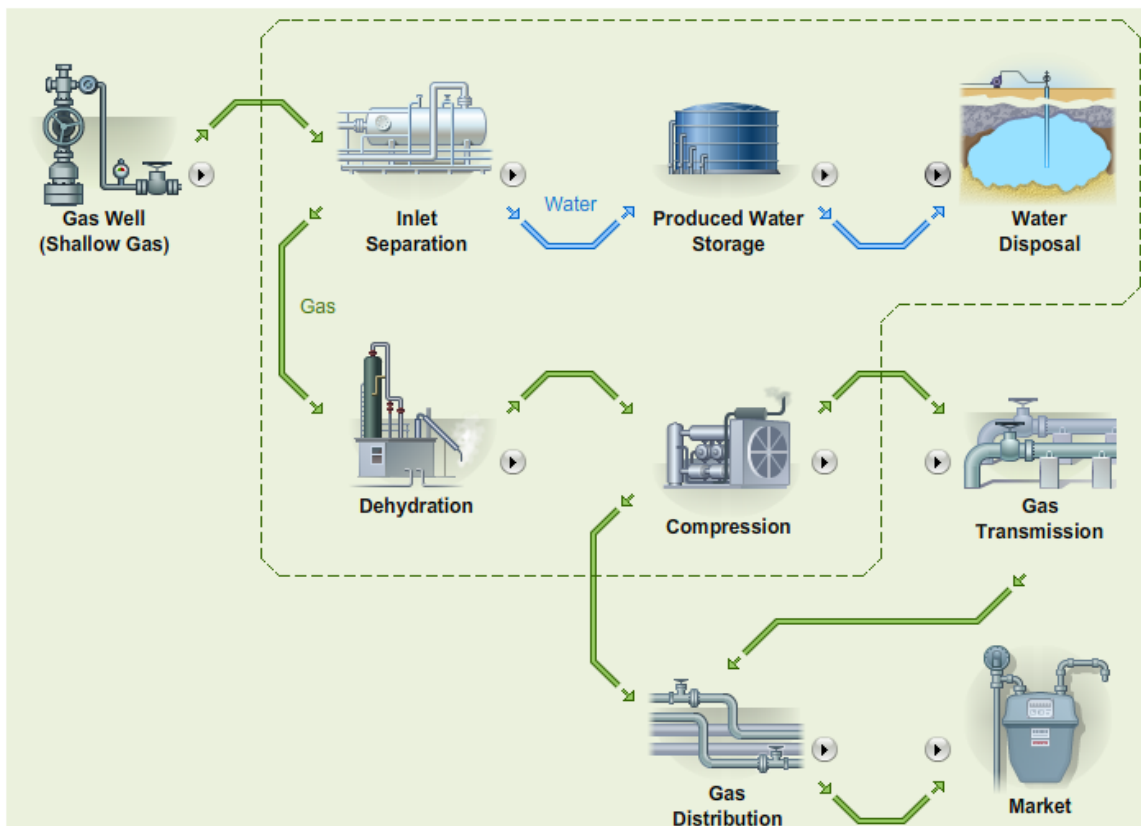 Gas Well
(Shallow Gas)
Inlet
Separation
Water
Produced Water
Storage
Water
Disposal
Gas
Dehydration
Compression
Gas
Transmission
Gas
Distribution
Market